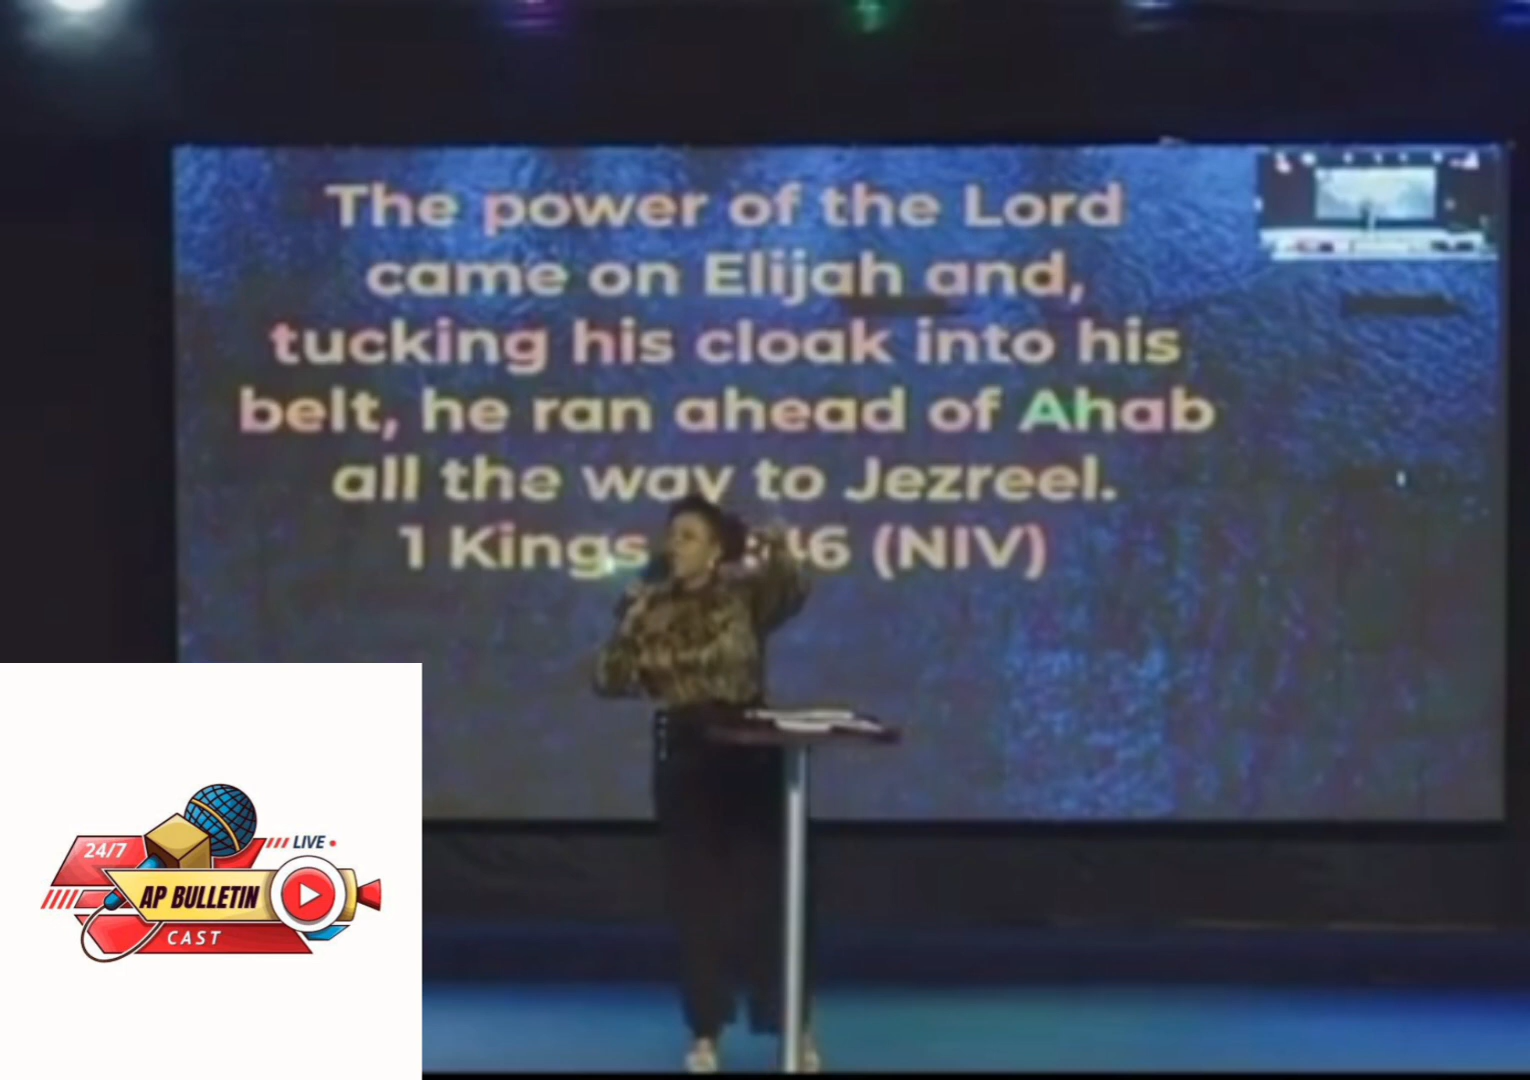 The power of the Lord
came on Elijah and,
tucking his cloak into his
belt, he ran ahead of Ahab
all the way to Jezreel.
1 Kings :46 (NIV)
24/7
LIVE
AP BULLETIN
CAST